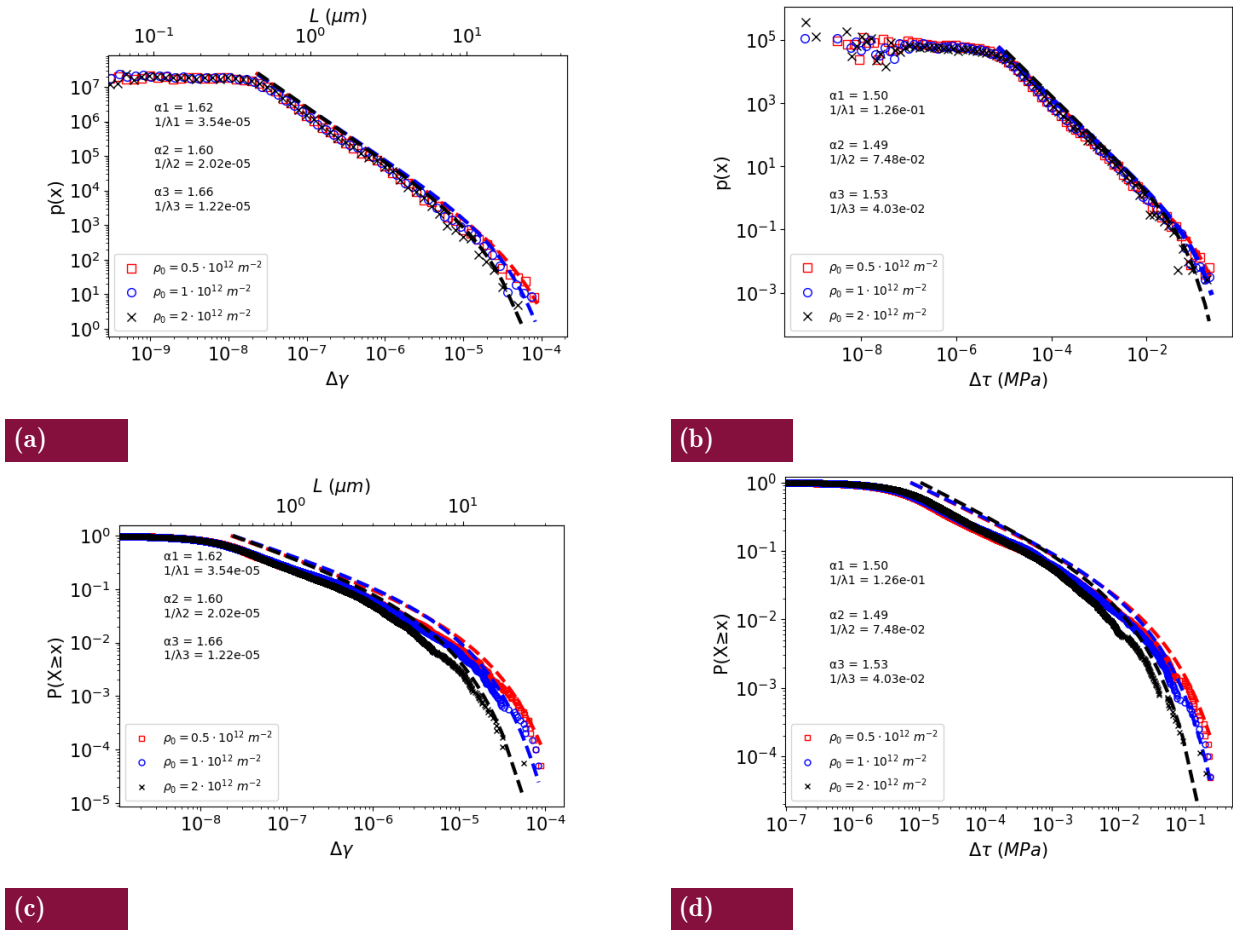 L (μm)
10⁻¹ 10⁰ 10¹
10⁷
10⁶
10⁵
10⁴
10³
10²
10¹
10⁰
p(x)
α1 = 1.62
1/λ1 = 3.54e-05
α2 = 1.60
1/λ2 = 2.02e-05
α3 = 1.66
1/λ3 = 1.22e-05
ρ₀ = 0.5 · 10¹² m⁻²
ρ₀ = 1 · 10¹² m⁻²
ρ₀ = 2 · 10¹² m⁻²
10⁻⁹ 10⁻⁸ 10⁻⁷ 10⁻⁶ 10⁻⁵ 10⁻⁴
Δγ
(a)
10⁵
10³
10¹
10⁻¹
10⁻³
p(x)
α1 = 1.50
1/λ1 = 1.26e-01
α2 = 1.49
1/λ2 = 7.48e-02
α3 = 1.53
1/λ3 = 4.03e-02
ρ₀ = 0.5 · 10¹² m⁻²
ρ₀ = 1 · 10¹² m⁻²
ρ₀ = 2 · 10¹² m⁻²
10⁻⁸ 10⁻⁶ 10⁻⁴ 10⁻²
Δτ (MPa)
(b)
L (μm)
10⁰ 10¹
10⁰
10⁻¹
10⁻²
10⁻³
10⁻⁴
10⁻⁵
P(X≥x)
α1 = 1.62
1/λ1 = 3.54e-05
α2 = 1.60
1/λ2 = 2.02e-05
α3 = 1.66
1/λ3 = 1.22e-05
ρ₀ = 0.5 · 10¹² m⁻²
ρ₀ = 1 · 10¹² m⁻²
ρ₀ = 2 · 10¹² m⁻²
10⁻⁸ 10⁻⁷ 10⁻⁶ 10⁻⁵ 10⁻⁴
Δγ
(c)
10⁰
10⁻¹
10⁻²
10⁻³
10⁻⁴
P(X≥x)
α1 = 1.50
1/λ1 = 1.26e-01
α2 = 1.49
1/λ2 = 7.48e-02
α3 = 1.53
1/λ3 = 4.03e-02
ρ₀ = 0.5 · 10¹² m⁻²
ρ₀ = 1 · 10¹² m⁻²
ρ₀ = 2 · 10¹² m⁻²
10⁻⁷ 10⁻⁶ 10⁻⁵ 10⁻⁴ 10⁻³ 10⁻² 10⁻¹
Δτ (MPa)
(d)